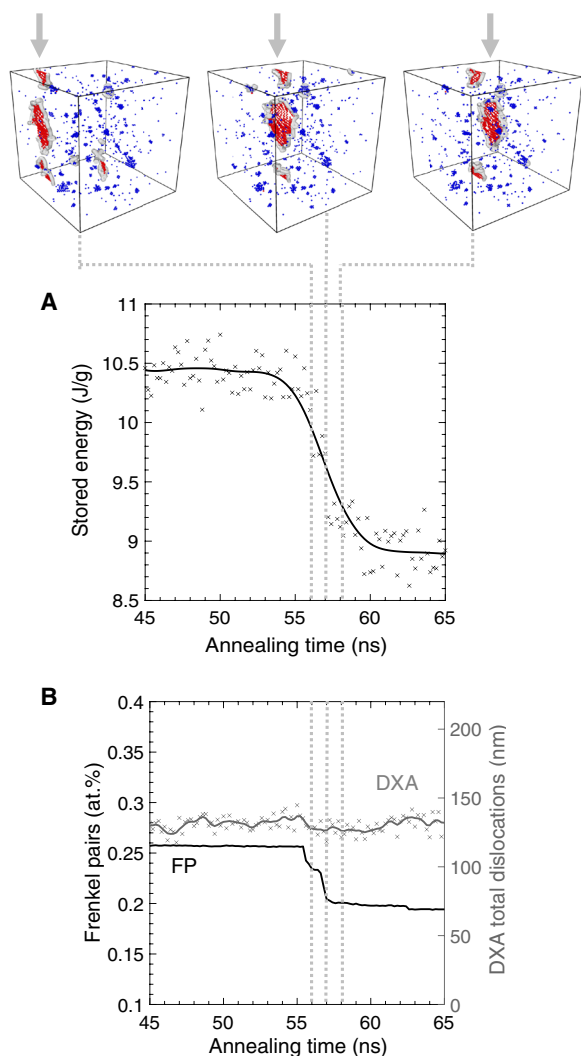 A
11
10.5
10
9.5
9
8.5
Stored energy (J/g)
45 50 55 60 65
Annealing time (ns)
B
0.4
0.35
0.3
0.25
0.2
0.15
0.1
Frenkel pairs (at.%)
DXA
FP
200
150
100
50
0
DXA total dislocations (nm)
45 50 55 60 65
Annealing time (ns)